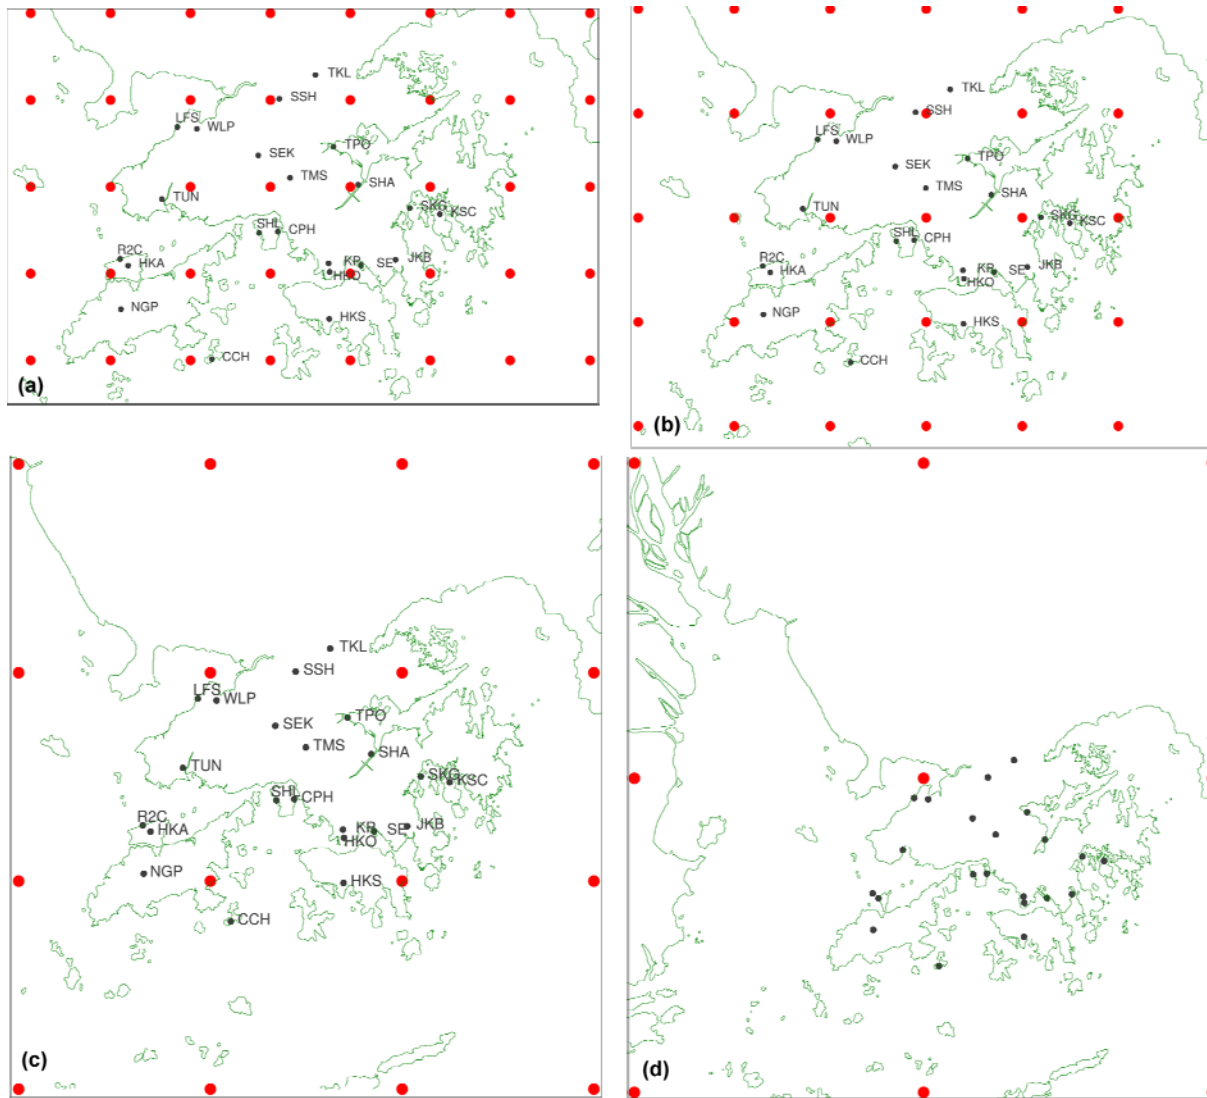 TKL
SSH
LFS
WLP
TPO
SEK
TMS
SHA
TUN
SKG
KSC
SHL
CPH
R2C
HKA
KP
SE
JKB
HKO
NGP
HKS
CCH
(a)
TKL
SSH
LFS
WLP
TPO
SEK
TMS
SHA
TUN
SKG
KSC
SHL
CPH
R2C
HKA
KP
SE
JKB
HKO
NGP
HKS
CCH
(b)
TKL
SSH
LFS
WLP
TPO
SEK
TMS
SHA
TUN
SKG
KSC
SHL
CPH
R2C
HKA
KP
SE
JKB
HKO
NGP
HKS
CCH
(c)
(d)